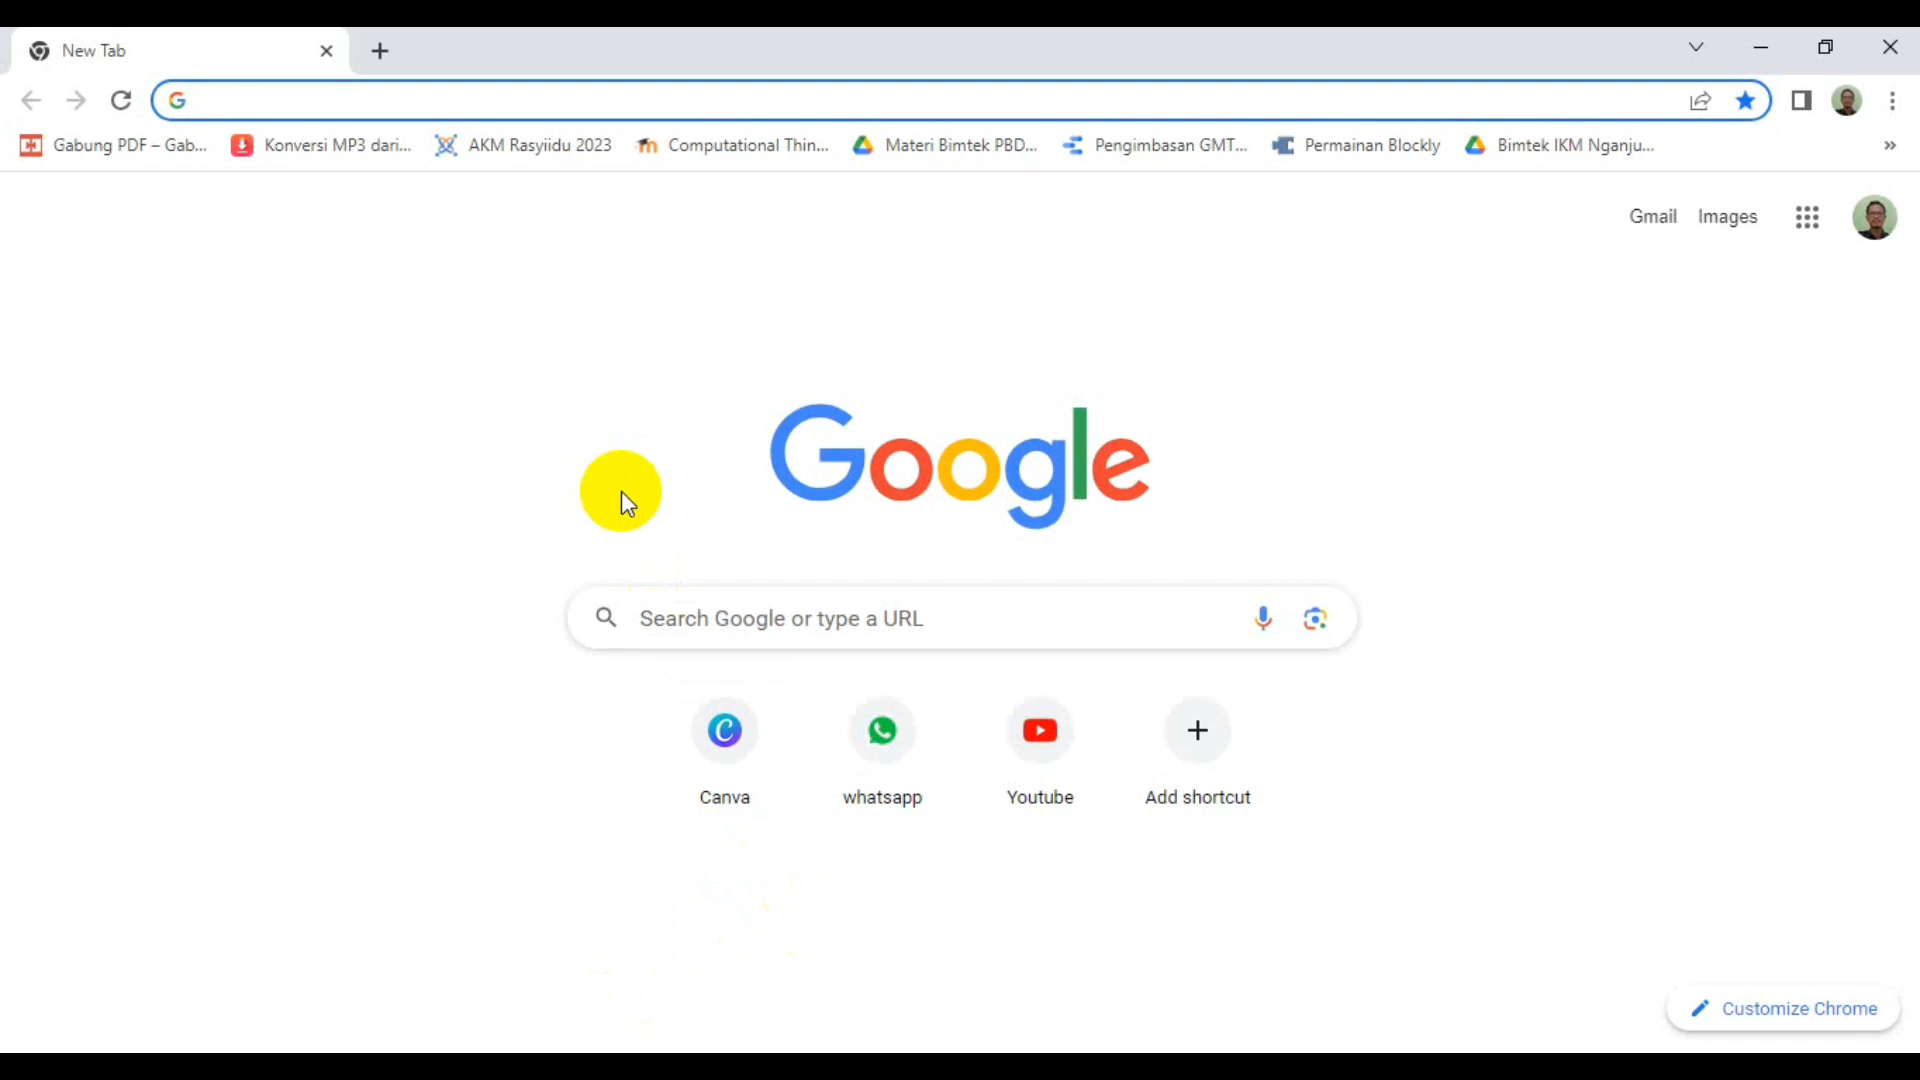 New Tab
Gabung PDF – Gab...
Konversi MP3 dari...
AKM Rasyiidu 2023
Computational Thin...
Materi Bimtek PBD...
Pengimbasan GMT...
Permainan Blockly
Bimtek IKM Nganju...
Gmail Images
Google
Search Google or type a URL
Canva
whatsapp
Youtube
Add shortcut
Customize Chrome